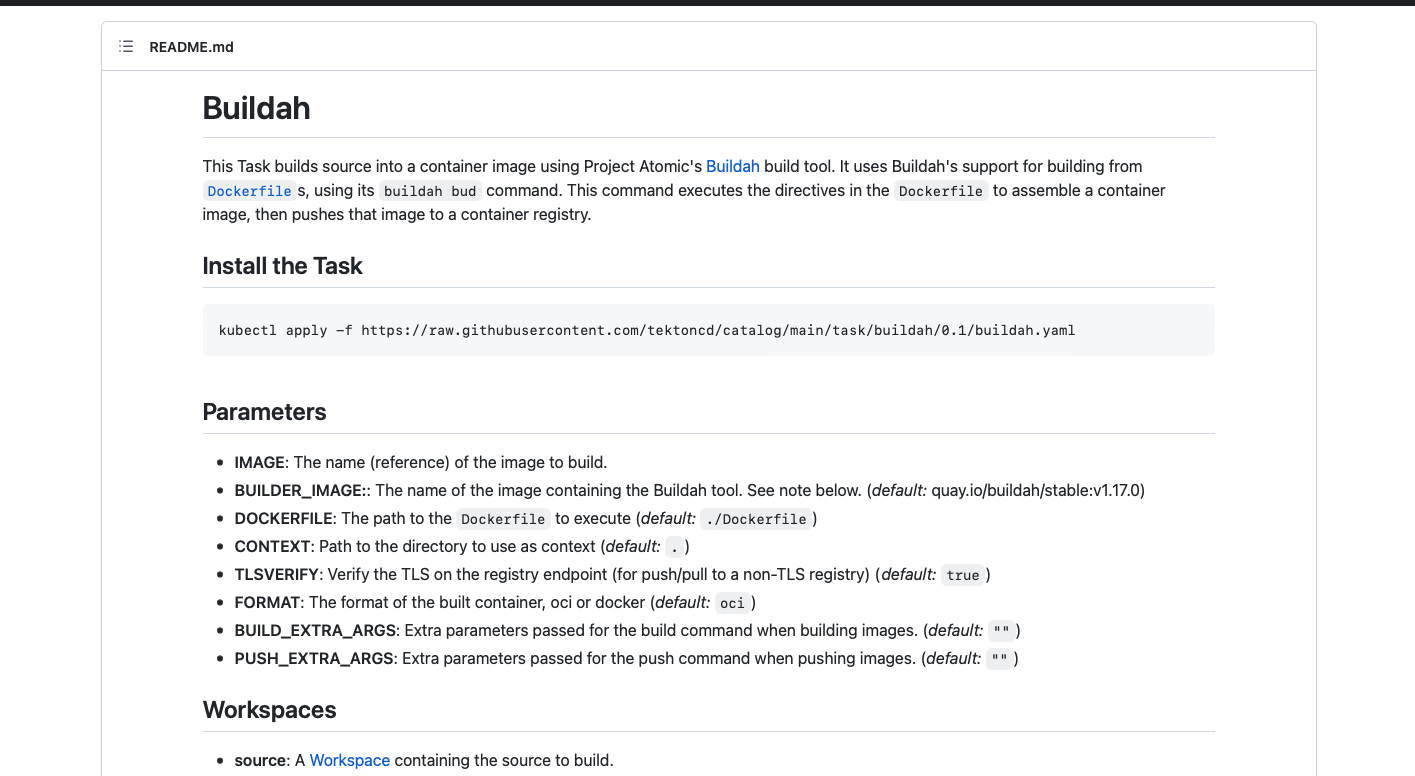 README.md
Buildah
This Task builds source into a container image using Project Atomic's Buildah build tool. It uses Buildah's support for building from
Dockerfile s, using its buildah bud command. This command executes the directives in the Dockerfile to assemble a container
image, then pushes that image to a container registry.
Install the Task
kubectl apply -f https://raw.githubusercontent.com/tektoncd/catalog/main/task/buildah/0.1/buildah.yaml
Parameters
• IMAGE: The name (reference) of the image to build.
• BUILDER_IMAGE:: The name of the image containing the Buildah tool. See note below. (default: quay.io/buildah/stable:v1.17.0)
• DOCKERFILE: The path to the Dockerfile to execute (default: ./Dockerfile )
• CONTEXT: Path to the directory to use as context (default: . )
• TLSVERIFY: Verify the TLS on the registry endpoint (for push/pull to a non-TLS registry) (default: true )
• FORMAT: The format of the built container, oci or docker (default: oci )
• BUILD_EXTRA_ARGS: Extra parameters passed for the build command when building images. (default: "" )
• PUSH_EXTRA_ARGS: Extra parameters passed for the push command when pushing images. (default: "" )
Workspaces
• source: A Workspace containing the source to build.